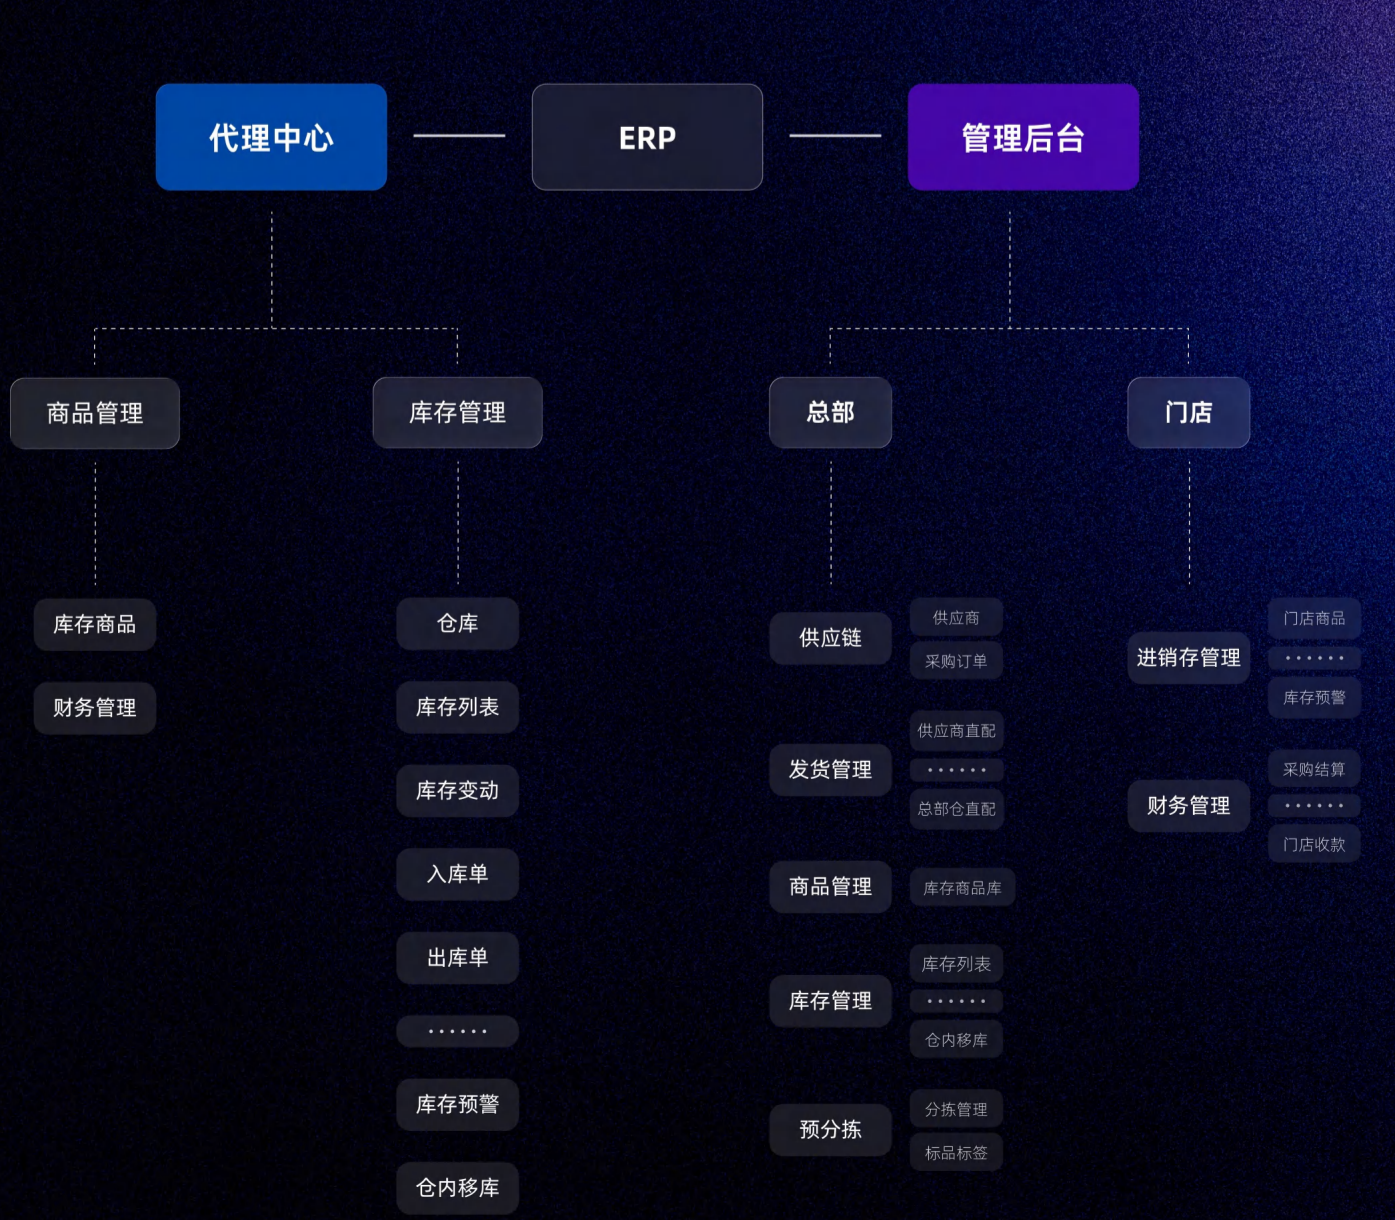 代理中心
ERP
管理后台
商品管理
库存管理
总部
门店
库存商品
财务管理
仓库
库存列表
库存变动
入库单
出库单
······
库存预警
仓内移库
供应链
供应商
采购订单
发货管理
供应商直配
······
总部仓直配
商品管理
库存商品库
库存管理
库存列表
······
仓内移库
预分拣
分拣管理
标品标签
进销存管理
门店商品
······
库存预警
财务管理
采购结算
······
门店收款